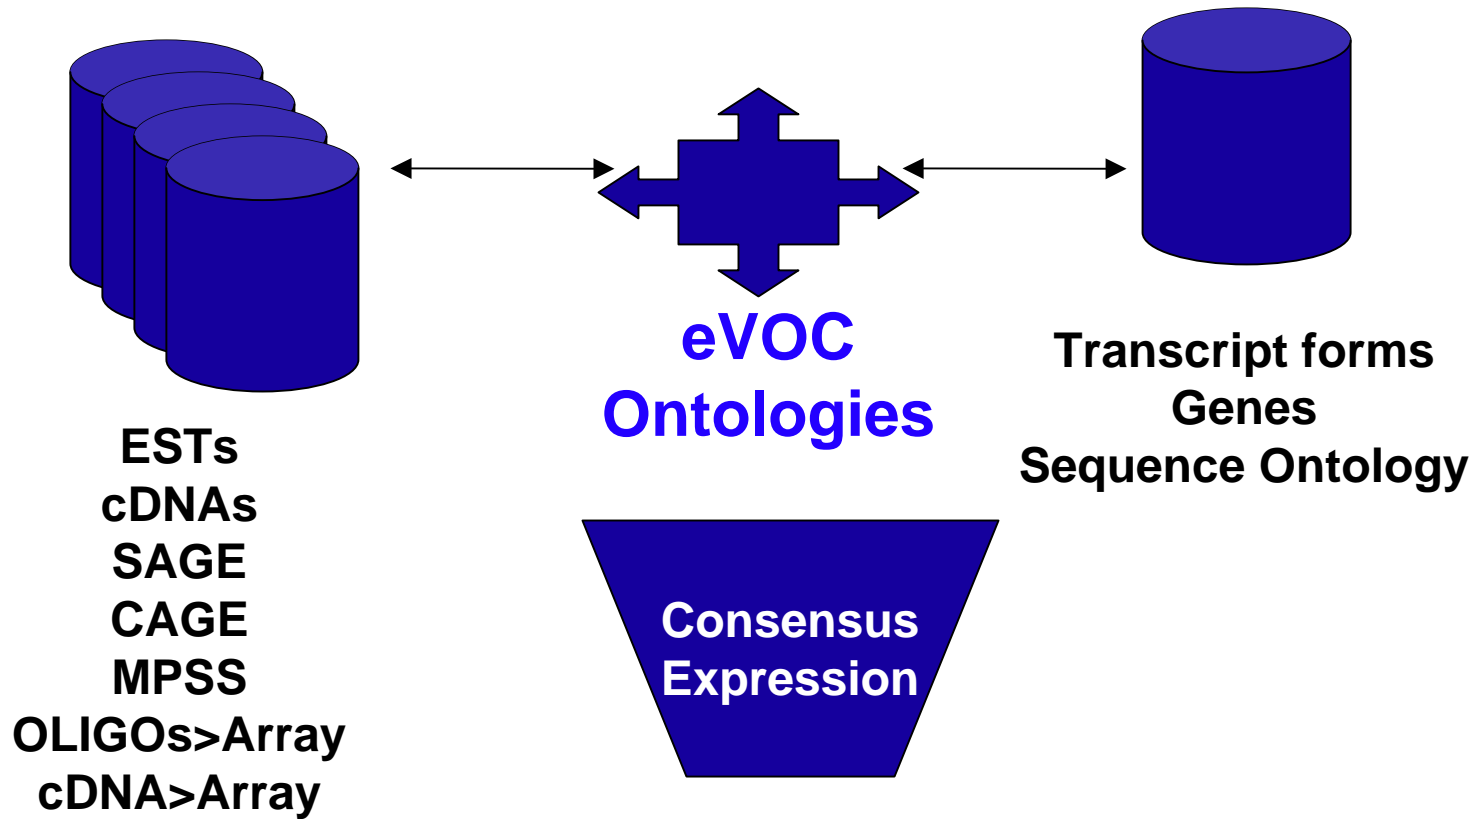 ESTs
cDNAs
SAGE
CAGE
MPSS
OLIGOs>Array
cDNA>Array
eVOC
Ontologies
Consensus
Expression
Transcript forms
Genes
Sequence Ontology